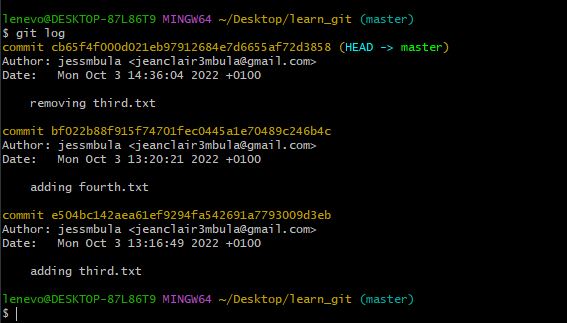 lenevo@DESKTOP-87L86T9 MINGW64 ~/Desktop/learn_git (master)
$ git log
commit cb65f4f000d021eb97912684e7d6655af72d3858 (HEAD -> master)
Author: jessmbula <jeanclair3mbula@gmail.com>
Date:   Mon Oct 3 14:36:04 2022 +0100
    removing third.txt
commit bf022b88f915f74701fec0445a1e70489c246b4c
Author: jessmbula <jeanclair3mbula@gmail.com>
Date:   Mon Oct 3 13:20:21 2022 +0100
    adding fourth.txt
commit e504bc142aea61ef9294fa542691a7793009d3eb
Author: jessmbula <jeanclair3mbula@gmail.com>
Date:   Mon Oct 3 13:16:49 2022 +0100
    adding third.txt
lenevo@DESKTOP-87L86T9 MINGW64 ~/Desktop/learn_git (master)
$